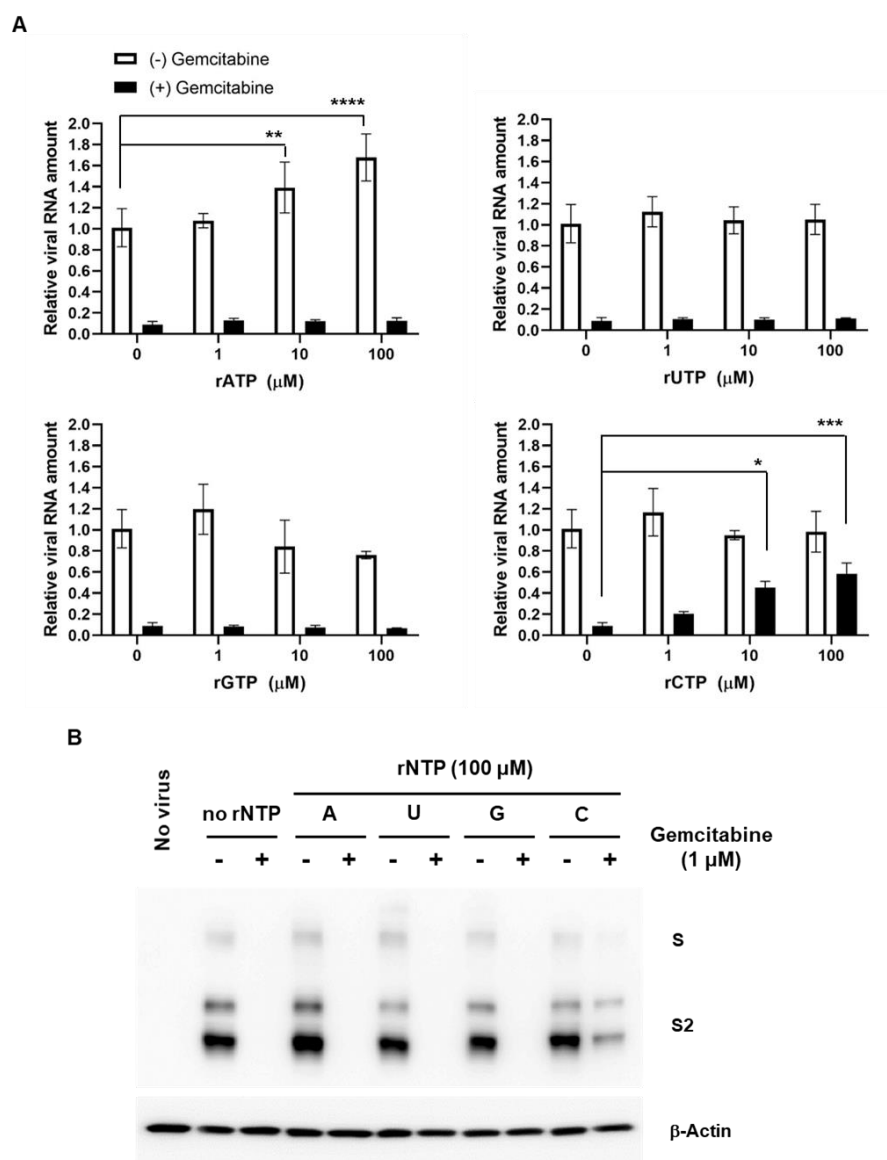 A
(-) Gemcitabine
(+) Gemcitabine
Relative viral RNA amount
2.0
1.8
1.6
1.4
1.2
1.0
0.8
0.6
0.4
0.2
0.0
**
****
0 1 10 100
rATP (μM)
Relative viral RNA amount
2.0
1.8
1.6
1.4
1.2
1.0
0.8
0.6
0.4
0.2
0.0
0 1 10 100
rUTP (μM)
Relative viral RNA amount
2.0
1.8
1.6
1.4
1.2
1.0
0.8
0.6
0.4
0.2
0.0
0 1 10 100
rGTP (μM)
Relative viral RNA amount
2.0
1.8
1.6
1.4
1.2
1.0
0.8
0.6
0.4
0.2
0.0
*
***
0 1 10 100
rCTP (μM)
B
No virus
rNTP (100 μM)
no rNTP A U G C
Gemcitabine
(1 μM)
- + - + - + - + - +
S
S2
β-Actin